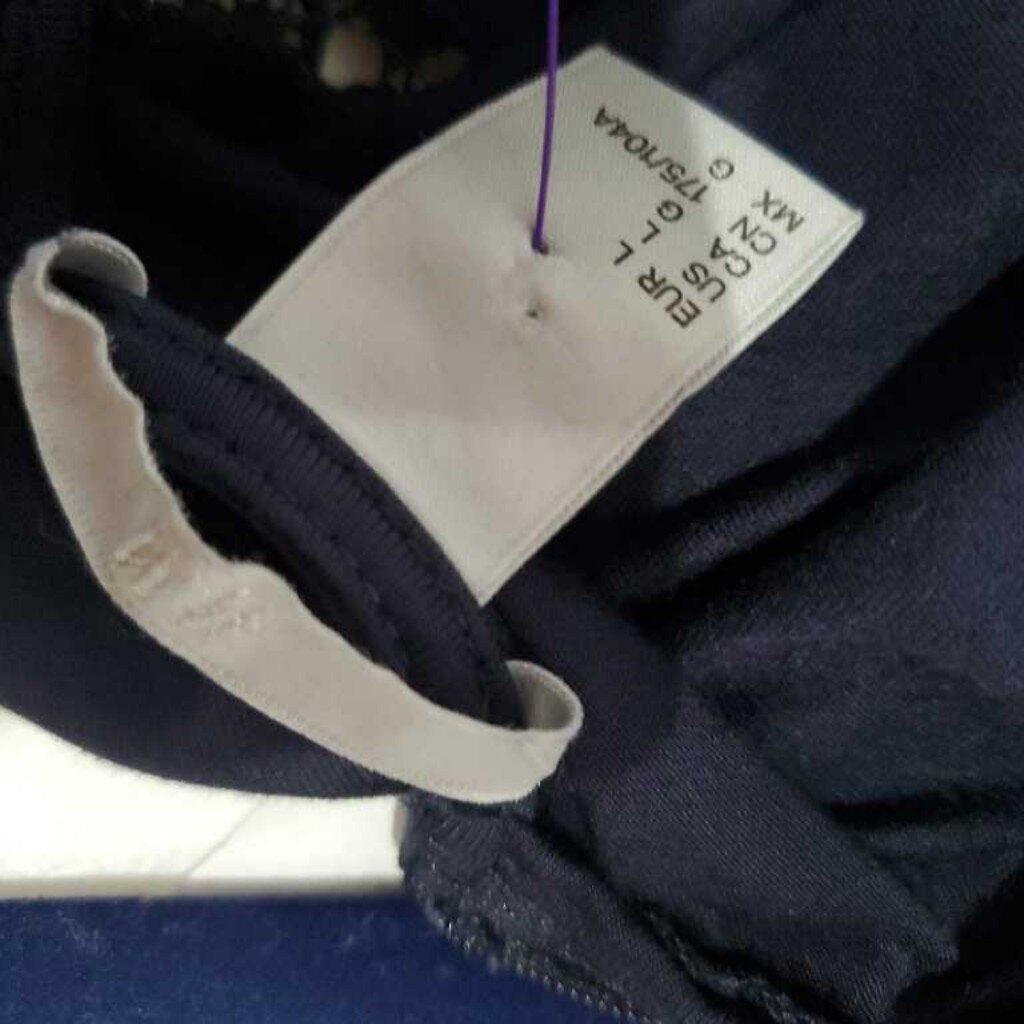 EUR L
US L
CA G
CN 175/104A
MX G